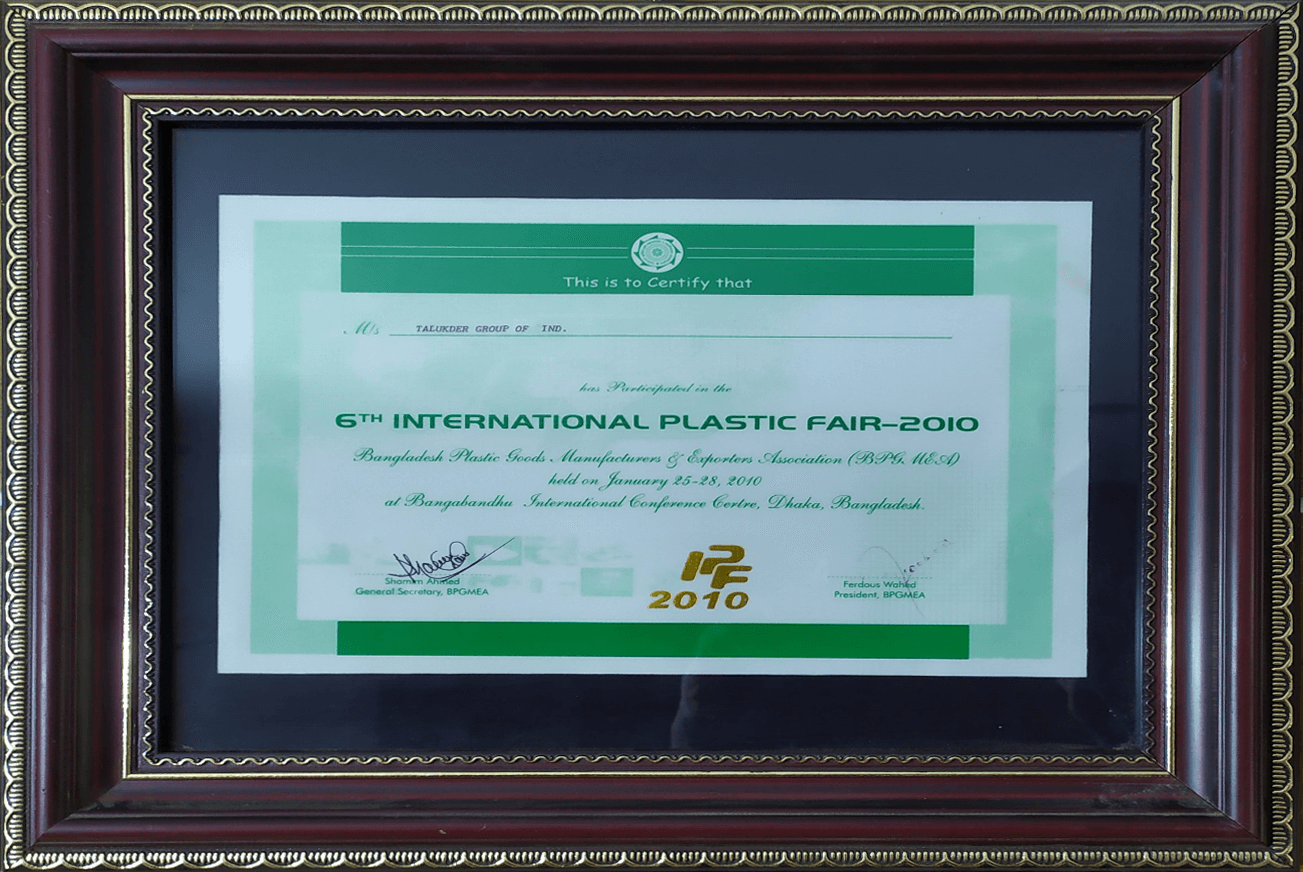 This is to Certify that
M/s TALUKDER GROUP OF IND.
has Participated in the
6TH INTERNATIONAL PLASTIC FAIR-2010
Bangladesh Plastic Goods Manufacturers & Exporters Association (BPGMEA)
held on January 25-28, 2010
at Bangabandhu International Conference Certre, Dhaka, Bangladesh.
Shamim Ahmed
General Secretary, BPGMEA
IPF
2010
Ferdous Wahed
President, BPGMEA